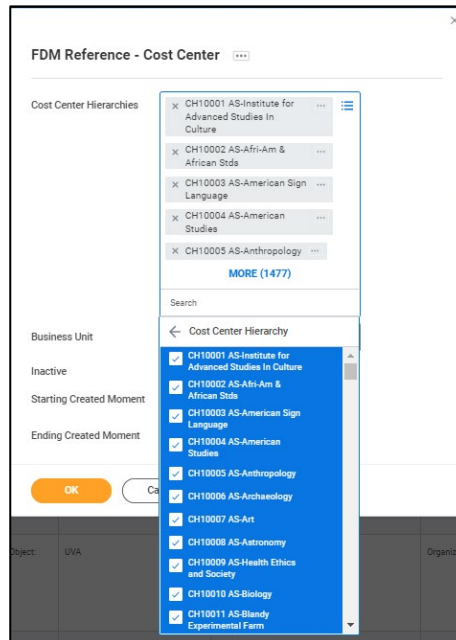 FDM Reference - Cost Center
Cost Center Hierarchies
CH10001 AS-Institute for
Advanced Studies In
Culture
CH10002 AS-Afri-Am &
African Stds
CH10003 AS-American Sign
Language
CH10004 AS-American
Studies
CH10005 AS-Anthropology
MORE (1477)
Search
Business Unit
Inactive
Starting Created Moment
Ending Created Moment
Cost Center Hierarchy
CH10001 AS-Institute for
Advanced Studies In Culture
CH10002 AS-Afri-Am &
African Stds
CH10003 AS-American Sign
Language
CH10004 AS-American
Studies
CH10005 AS-Anthropology
CH10006 AS-Archaeology
CH10007 AS-Art
CH10008 AS-Astronomy
CH10009 AS-Health Ethics
and Society
CH10010 AS-Biology
CH10011 AS-Blandy
Experimental Farm
OK
Ca
Object:
UVA
Organiz